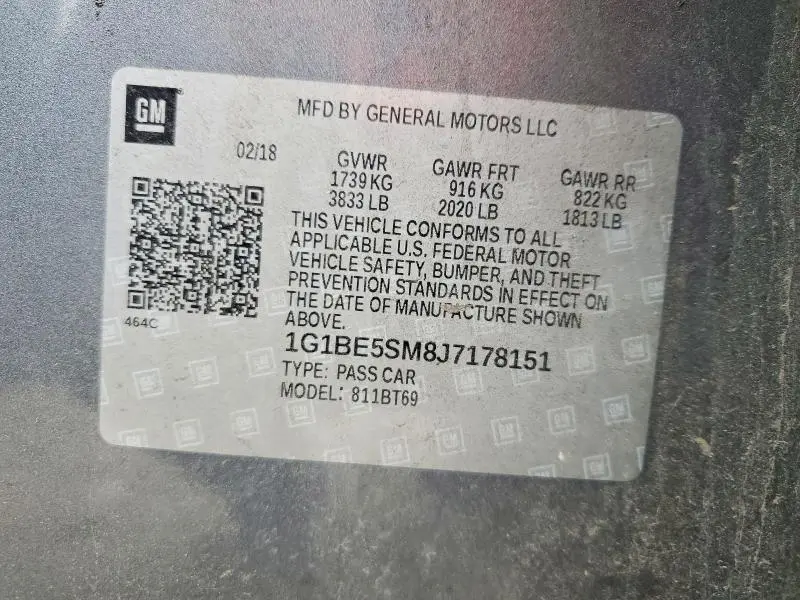 GM
MFD BY GENERAL MOTORS LLC
02/18
GVWR
1739 KG
3833 LB
GAWR FRT
916 KG
2020 LB
GAWR RR
822 KG
1813 LB
THIS VEHICLE CONFORMS TO ALL
APPLICABLE U.S. FEDERAL MOTOR
VEHICLE SAFETY, BUMPER, AND THEFT
PREVENTION STANDARDS IN EFFECT ON
THE DATE OF MANUFACTURE SHOWN
ABOVE.
464C
1G1BE5SM8J7178151
TYPE: PASS CAR
MODEL: 811BT69